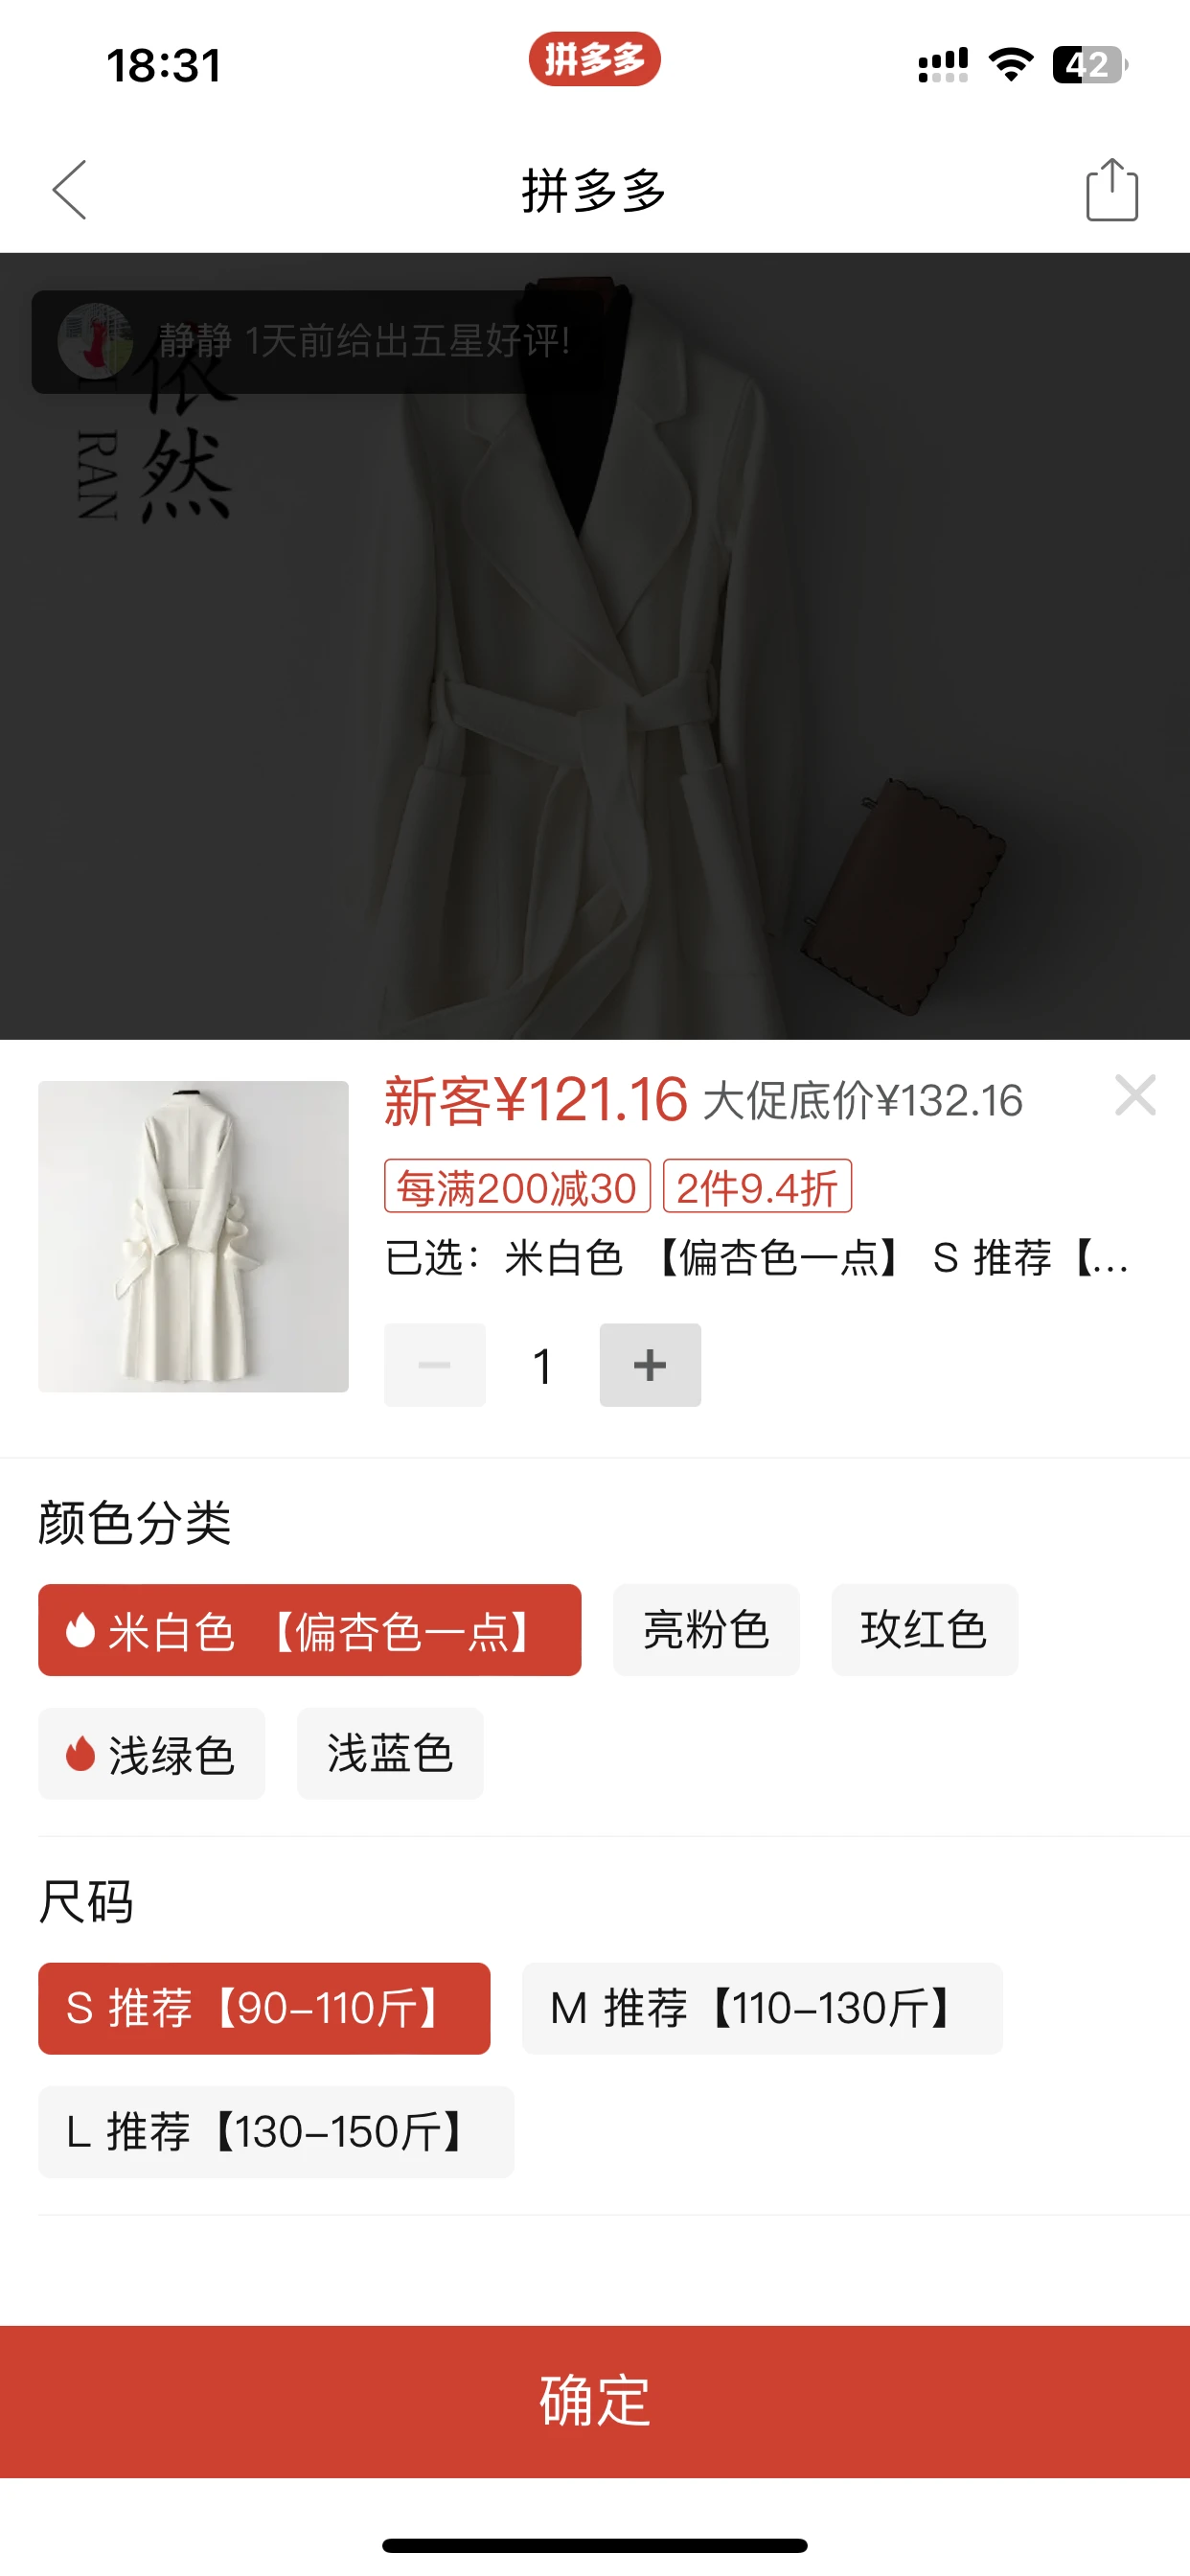 18:31
拼多多
42
拼多多
静静 1天前给出五星好评!
依然
RAN
新客¥121.16 大促底价¥132.16
每满200减30 2件9.4折
已选：米白色 【偏杏色一点】 S 推荐【...
1
颜色分类
米白色 【偏杏色一点】 亮粉色 玫红色
浅绿色 浅蓝色
尺码
S 推荐【90-110斤】 M 推荐【110-130斤】
L 推荐【130-150斤】
确定